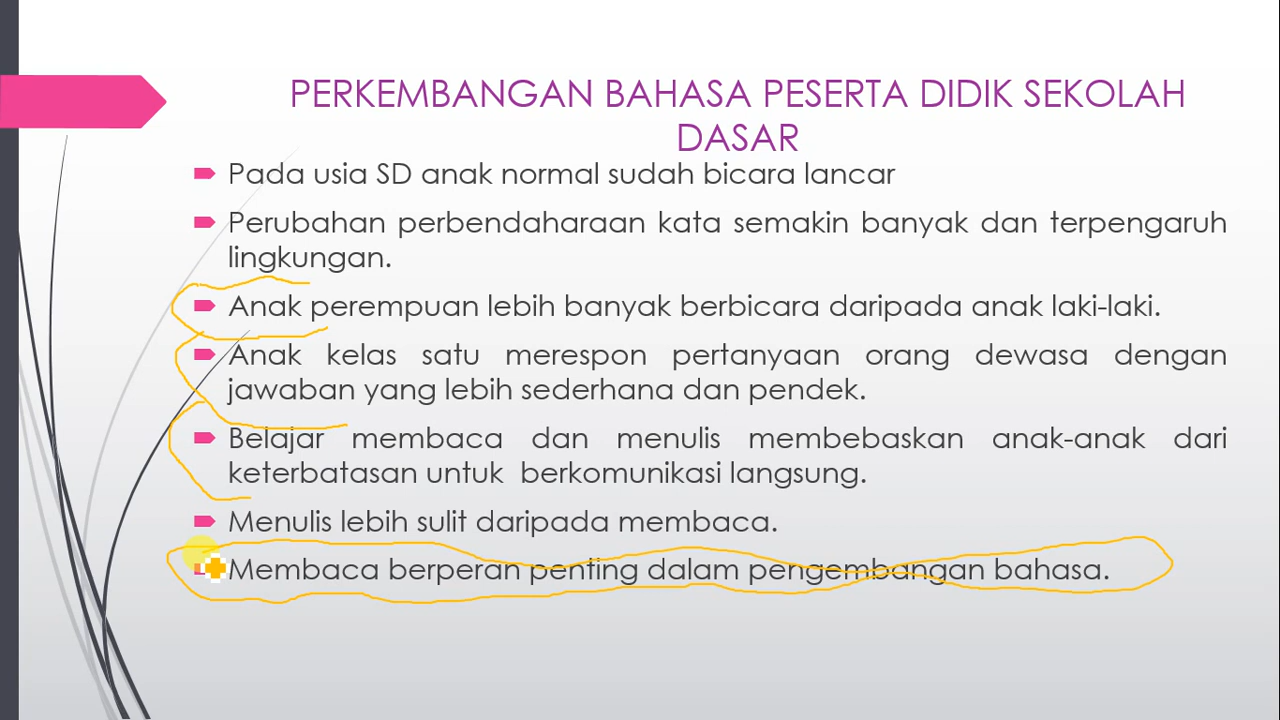 PERKEMBANGAN BAHASA PESERTA DIDIK SEKOLAH
DASAR
Pada usia SD anak normal sudah bicara lancar
Perubahan perbendaharaan kata semakin banyak dan terpengaruh
lingkungan.
Anak perempuan lebih banyak berbicara daripada anak laki-laki.
Anak kelas satu merespon pertanyaan orang dewasa dengan
jawaban yang lebih sederhana dan pendek.
Belajar membaca dan menulis membebaskan anak-anak dari
keterbatasan untuk berkomunikasi langsung.
Menulis lebih sulit daripada membaca.
Membaca berperan penting dalam pengembangan bahasa.